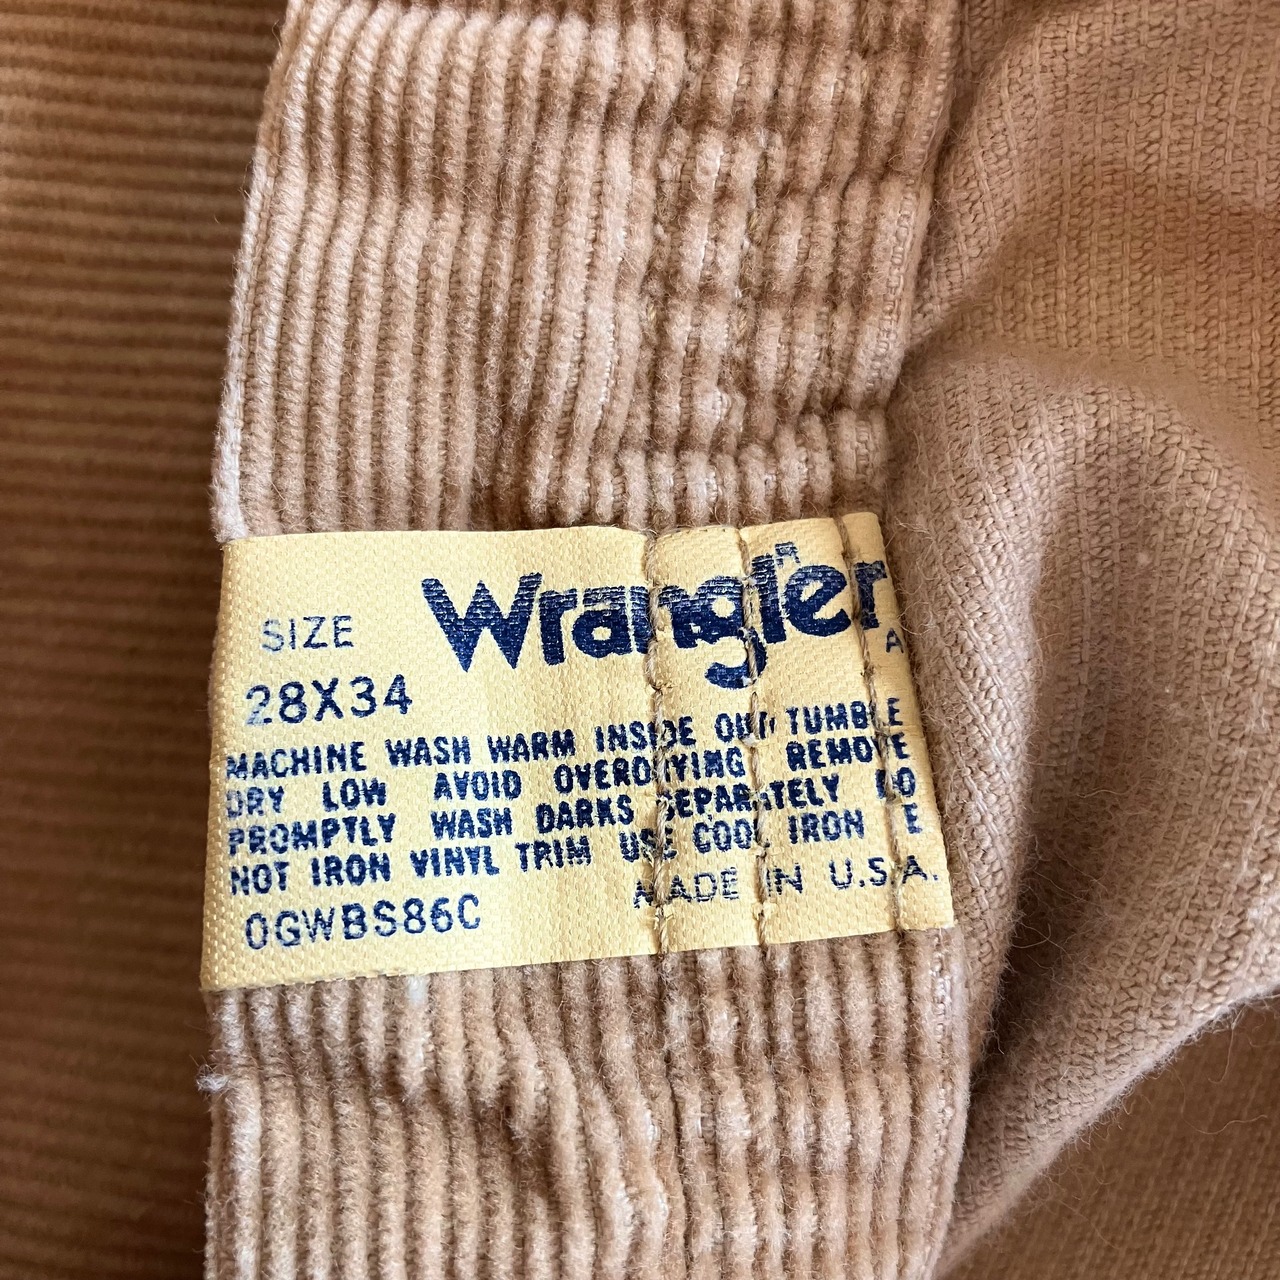 Wrangler
SIZE
28X34
A
MACHINE WASH WARM INSIDE OUT TUMBLE
DRY LOW AVOID OVERDRYING REMOVE
PROMPTLY WASH DARKS SEPARATELY DO
NOT IRON VINYL TRIM USE COOL IRON E
0GWBS86C
MADE IN U.S.A.